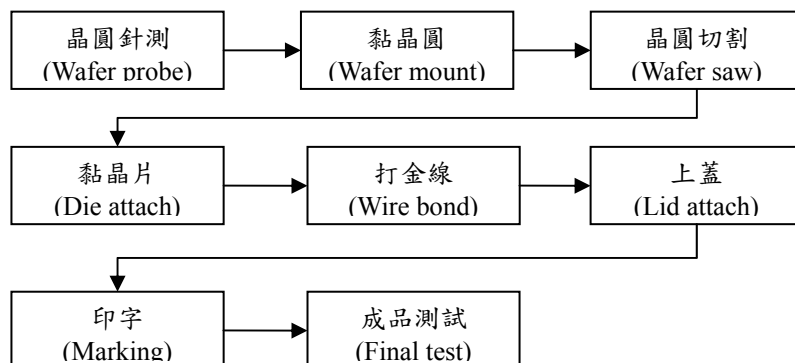 晶圓針測
(Wafer probe)
黏晶圓
(Wafer mount)
晶圓切割
(Wafer saw)
黏晶片
(Die attach)
打金線
(Wire bond)
上蓋
(Lid attach)
印字
(Marking)
成品測試
(Final test)